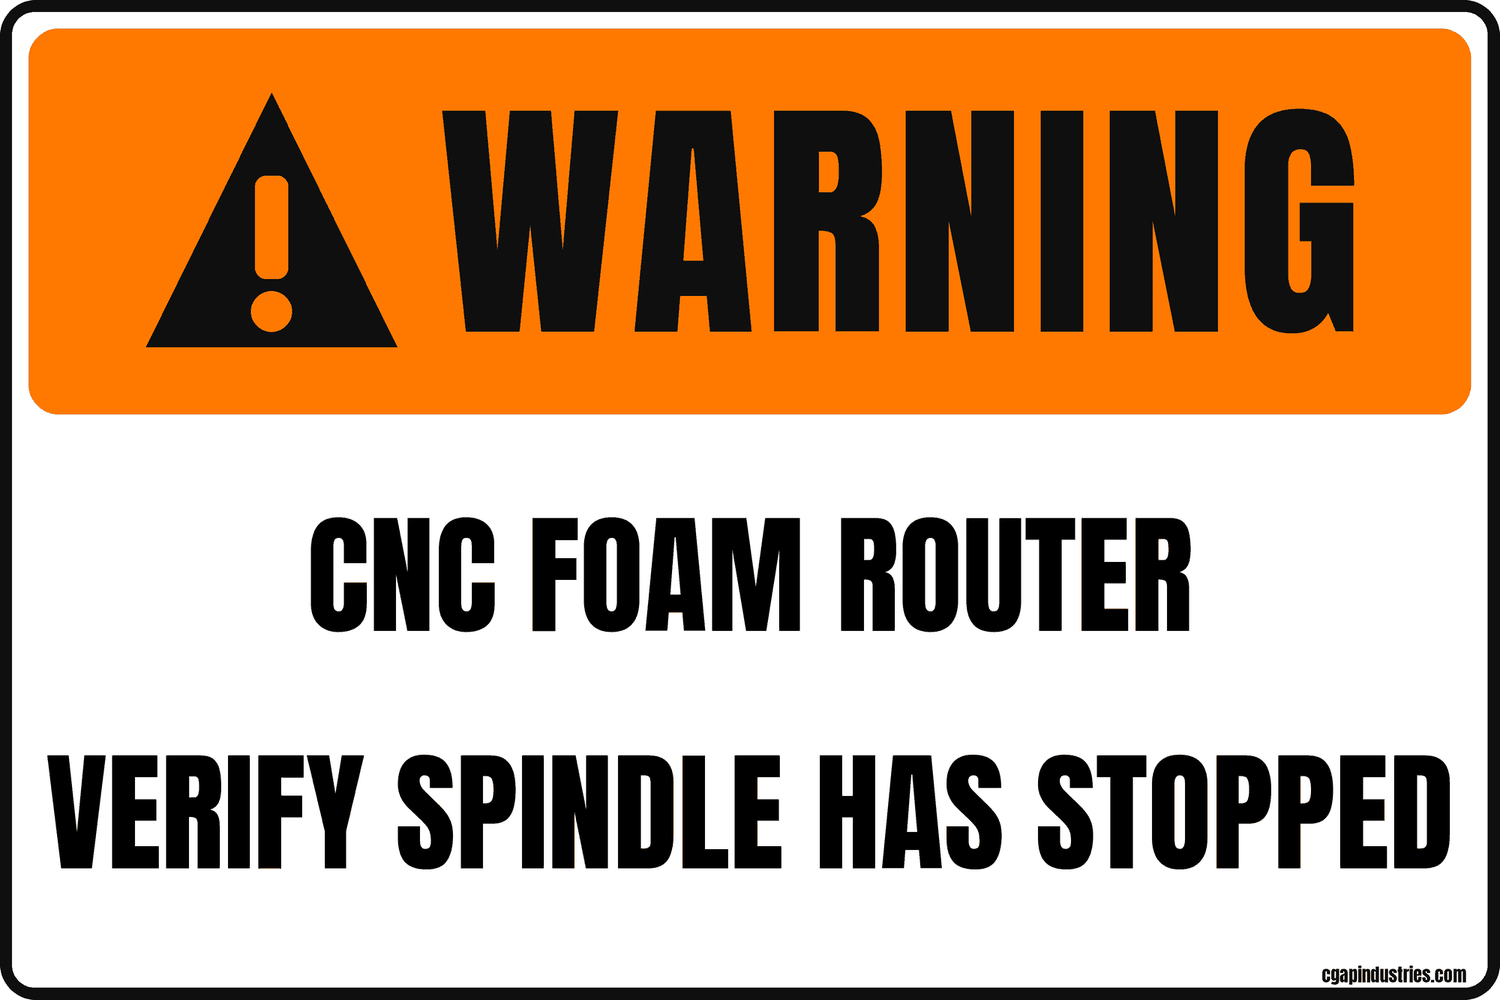 WARNING
CNC FOAM ROUTER
VERIFY SPINDLE HAS STOPPED
cgapindustries.com